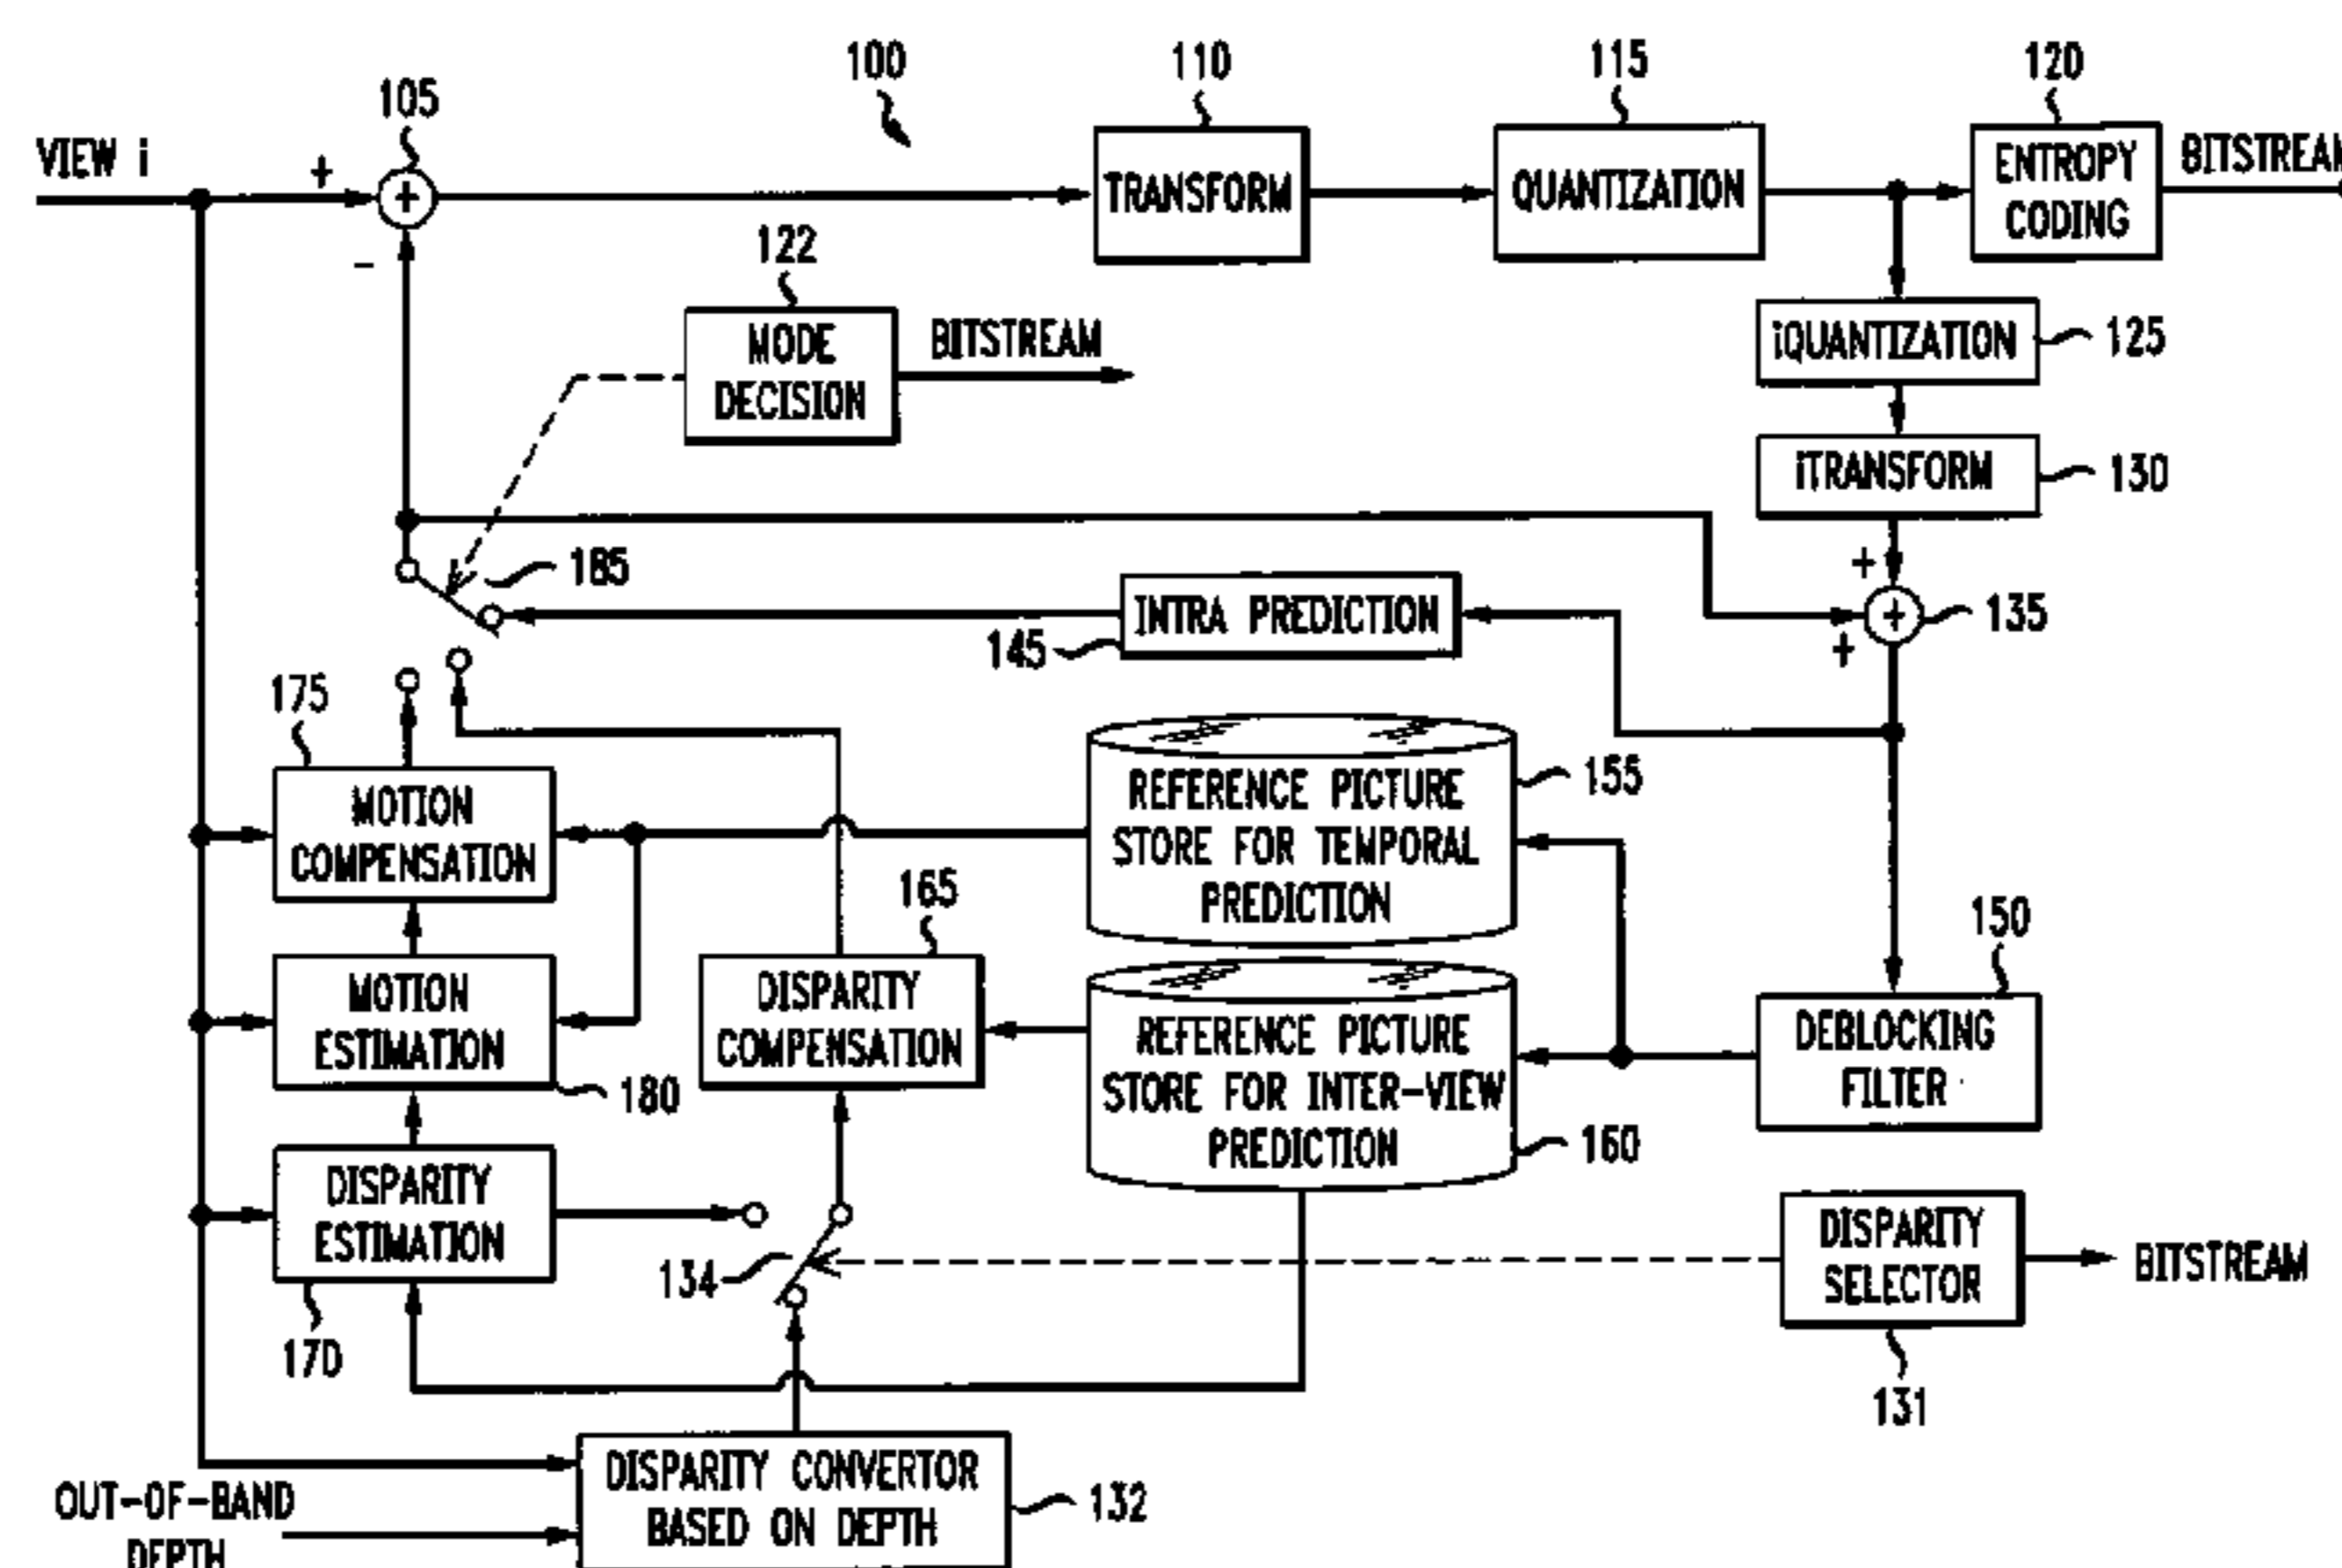 100
110
115
120
105
VIEW i
+
+
TRANSFORM
QUANTIZATION
ENTROPY
CODING
BITSTREAM
-
122
MODE
DECISION
BITSTREAM
iQUANTIZATION
125
iTRANSFORM
130
185
+
+
+
135
INTRA PREDICTION
145
175
MOTION
COMPENSATION
REFERENCE PICTURE
STORE FOR TEMPORAL
PREDICTION
155
165
150
MOTION
ESTIMATION
180
DISPARITY
COMPENSATION
REFERENCE PICTURE
STORE FOR INTER-VIEW
PREDICTION
160
DEBLOCKING
FILTER
DISPARITY
ESTIMATION
170
134
DISPARITY
SELECTOR
BITSTREAM
131
OUT-OF-BAND
DEPTH
DISPARITY CONVERTOR
BASED ON DEPTH
132